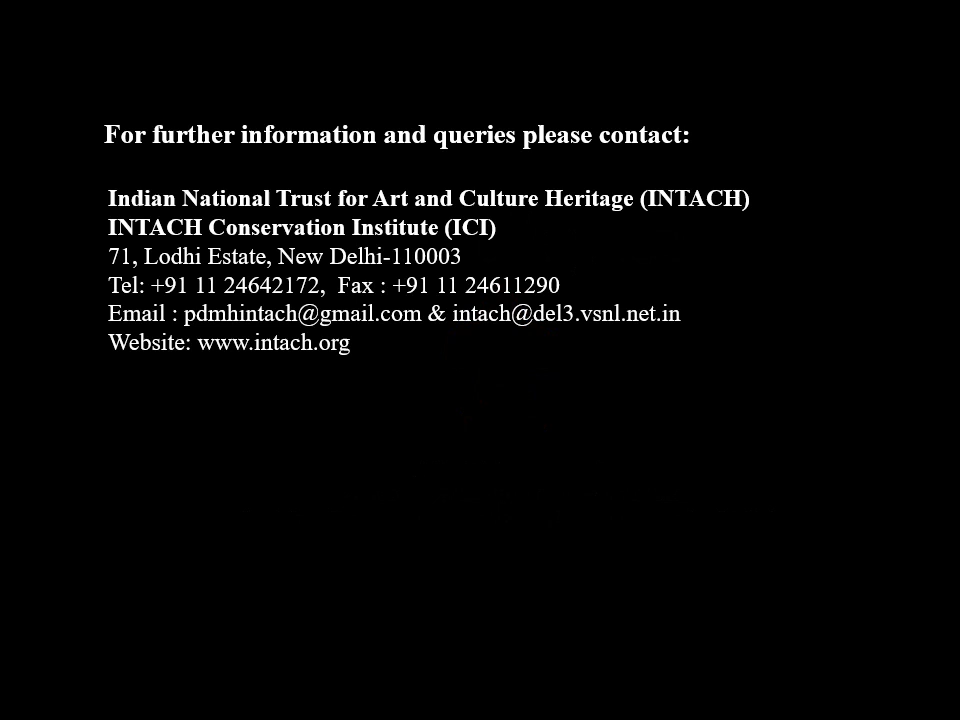 For further information and queries please contact:
Indian National Trust for Art and Culture Heritage (INTACH)
INTACH Conservation Institute (ICI)
71, Lodhi Estate, New Delhi-110003
Tel: +91 11 24642172,  Fax : +91 11 24611290
Email : pdmhintach@gmail.com & intach@del3.vsnl.net.in
Website: www.intach.org